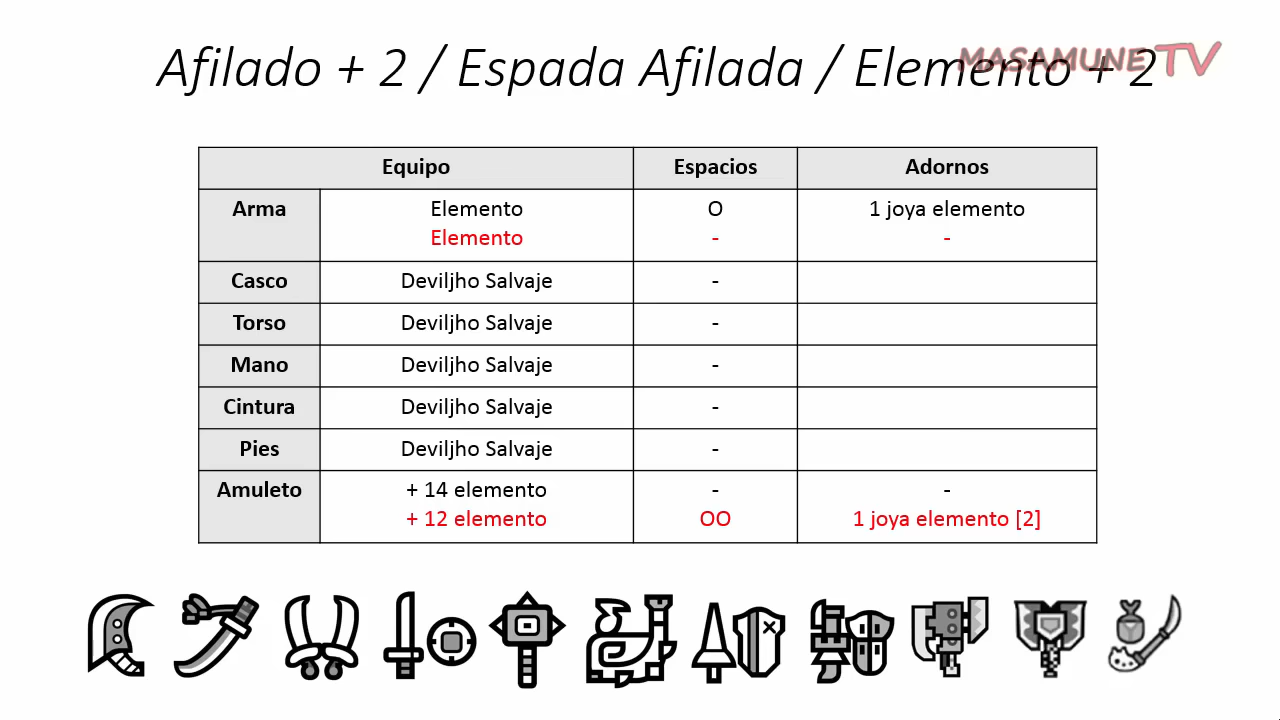 Afilado + 2 / Espada Afilada / Elemento + 2
MASAMUNE TV
Equipo Espacios Adornos
Arma Elemento O 1 joya elemento
Elemento - -
Casco Deviljho Salvaje -
Torso Deviljho Salvaje -
Mano Deviljho Salvaje -
Cintura Deviljho Salvaje -
Pies Deviljho Salvaje -
Amuleto + 14 elemento - -
+ 12 elemento OO 1 joya elemento [2]